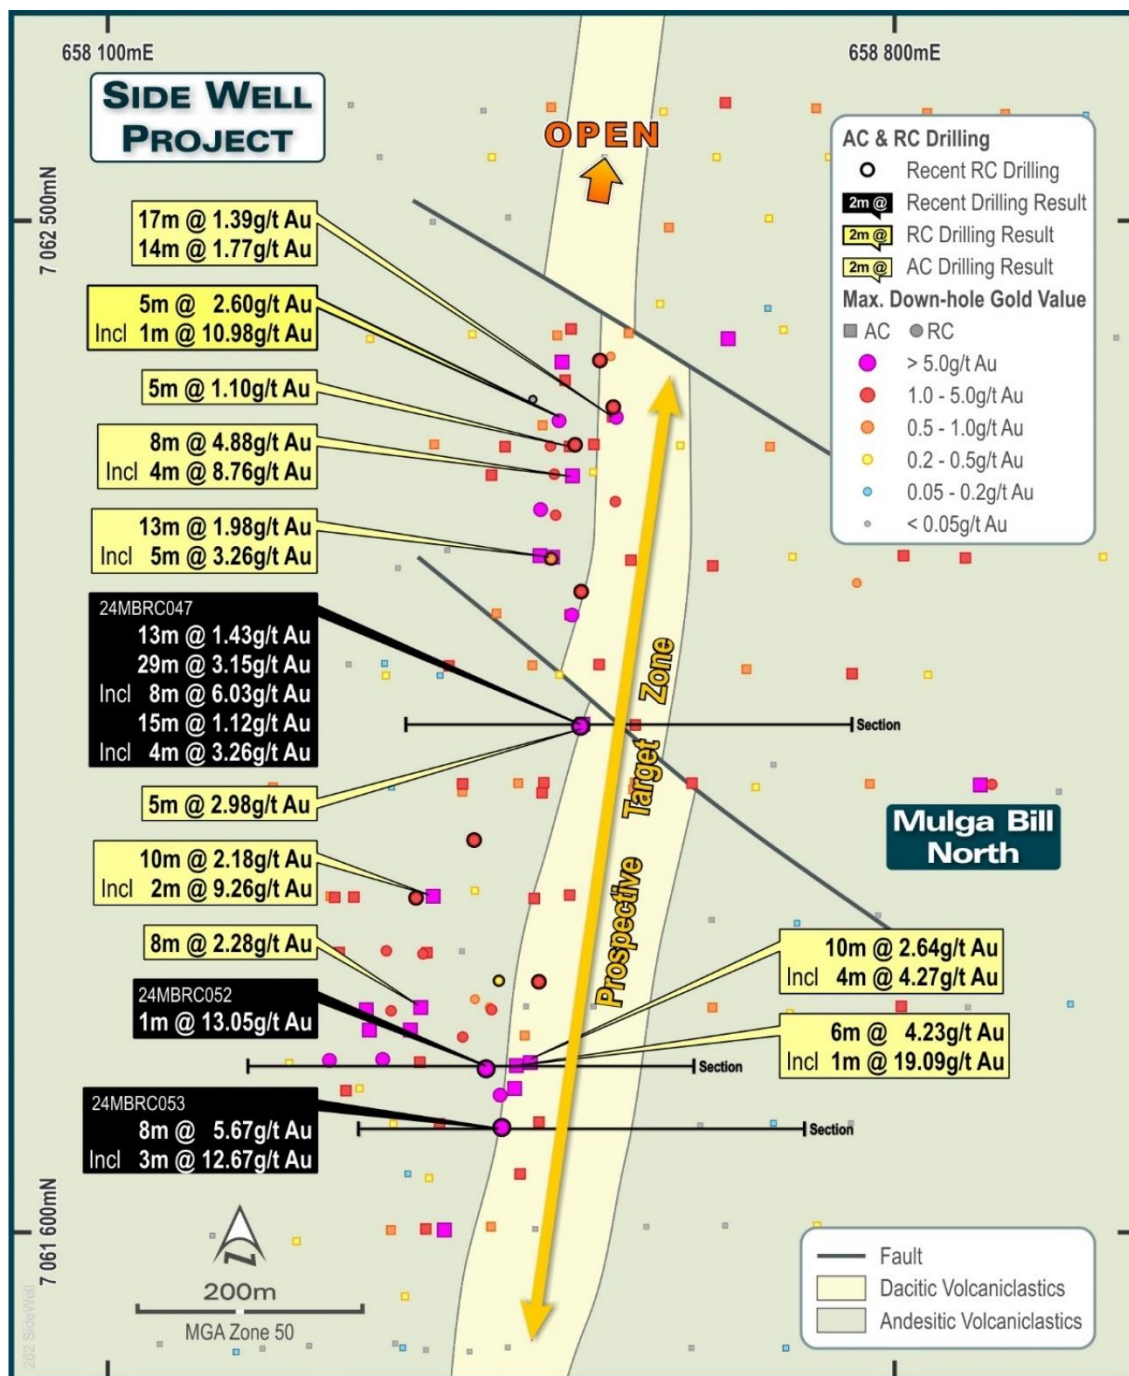 658 100mE
658 800mE
SIDE WELL
PROJECT
OPEN
7 062 500mN
AC & RC Drilling
Recent RC Drilling
2m @ Recent Drilling Result
2m @ RC Drilling Result
2m @ AC Drilling Result
Max. Down-hole Gold Value
AC RC
> 5.0g/t Au
1.0 - 5.0g/t Au
0.5 - 1.0g/t Au
0.2 - 0.5g/t Au
0.05 - 0.2g/t Au
< 0.05g/t Au
17m @ 1.39g/t Au
14m @ 1.77g/t Au
5m @ 2.60g/t Au
Incl 1m @ 10.98g/t Au
5m @ 1.10g/t Au
8m @ 4.88g/t Au
Incl 4m @ 8.76g/t Au
13m @ 1.98g/t Au
Incl 5m @ 3.26g/t Au
24MBRC047
13m @ 1.43g/t Au
29m @ 3.15g/t Au
Incl 8m @ 6.03g/t Au
15m @ 1.12g/t Au
Incl 4m @ 3.26g/t Au
Section
5m @ 2.98g/t Au
Prospective Target Zone
Mulga Bill
North
10m @ 2.18g/t Au
Incl 2m @ 9.26g/t Au
8m @ 2.28g/t Au
10m @ 2.64g/t Au
Incl 4m @ 4.27g/t Au
24MBRC052
1m @ 13.05g/t Au
6m @ 4.23g/t Au
Incl 1m @ 19.09g/t Au
Section
24MBRC053
8m @ 5.67g/t Au
Incl 3m @ 12.67g/t Au
Section
7 061 600mN
N
200m
MGA Zone 50
Fault
Dacitic Volcaniclastics
Andesitic Volcaniclastics
262 SideWell